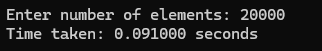 Enter number of elements: 20000
Time taken: 0.091000 seconds